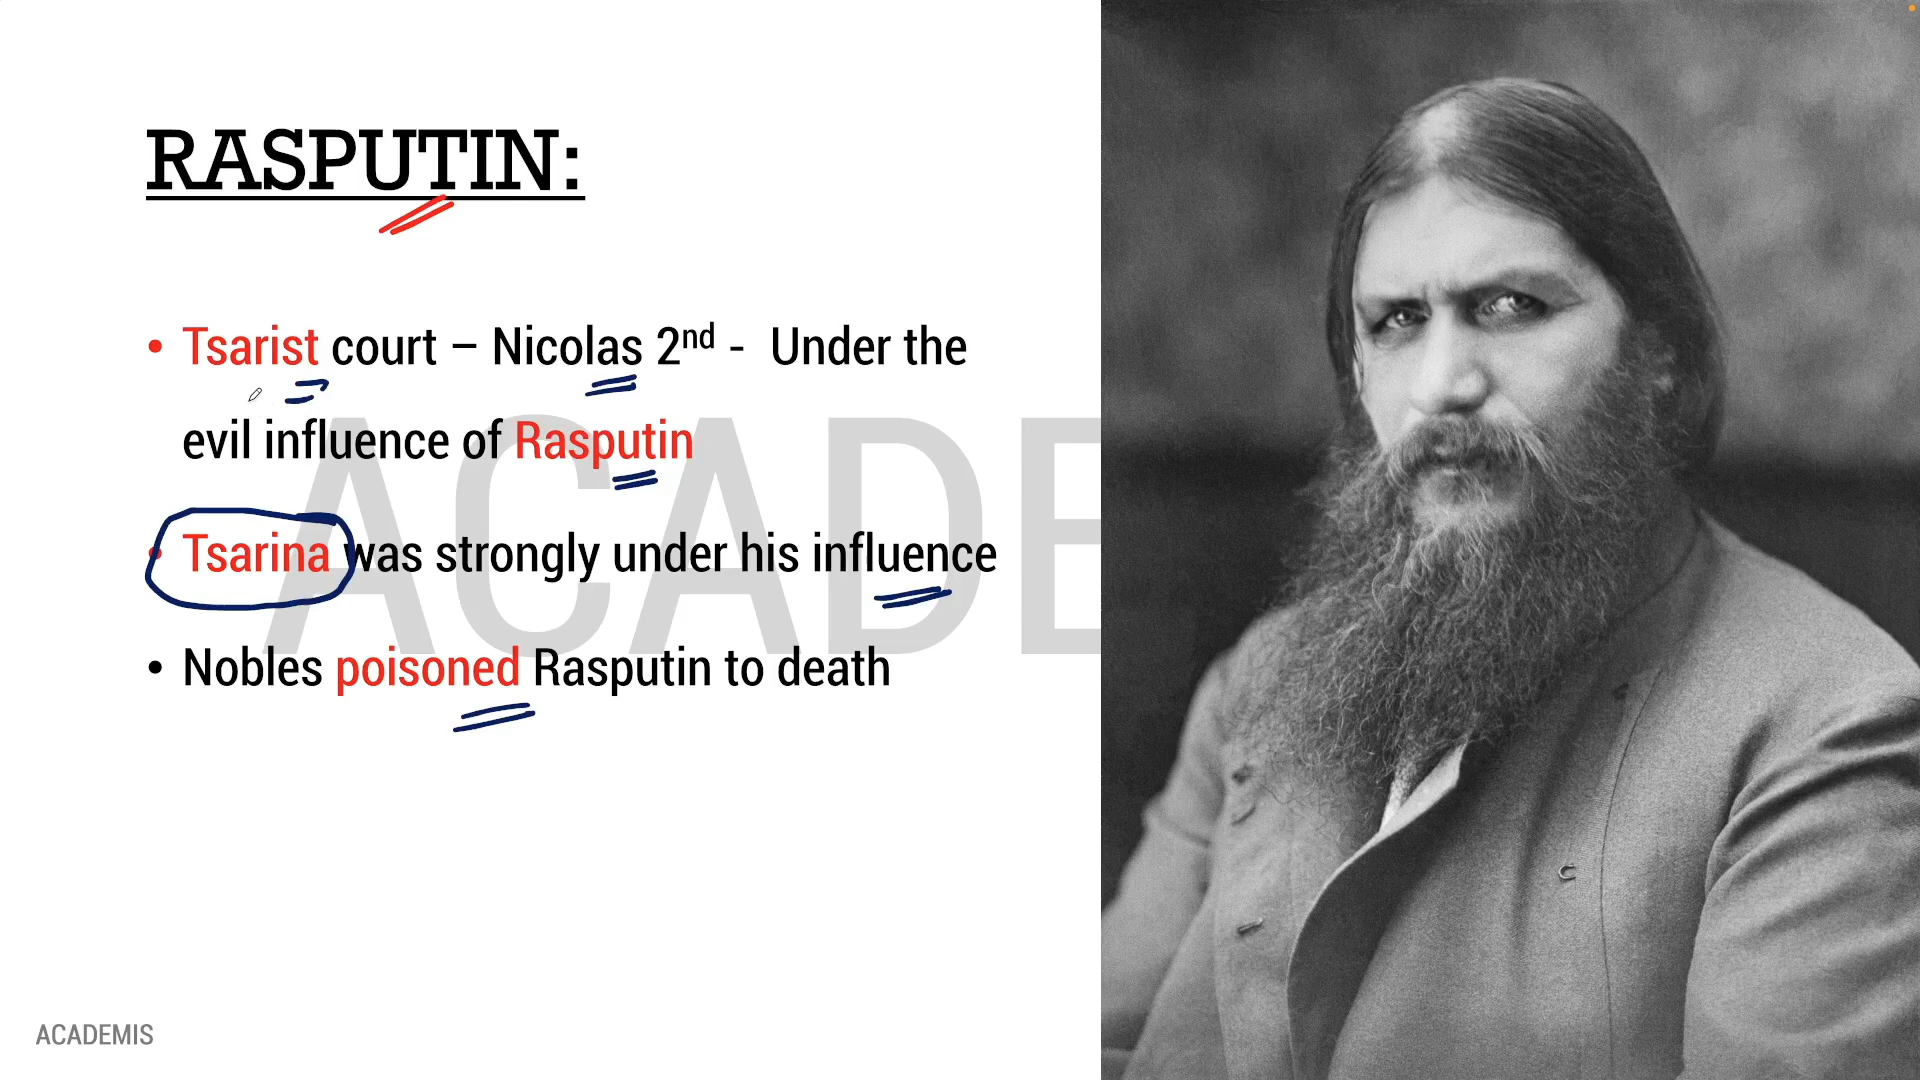 RASPUTIN:
• Tsarist court – Nicolas 2nd - Under the
evil influence of Rasputin
• Tsarina was strongly under his influence
• Nobles poisoned Rasputin to death
ACADE
ACADEMIS